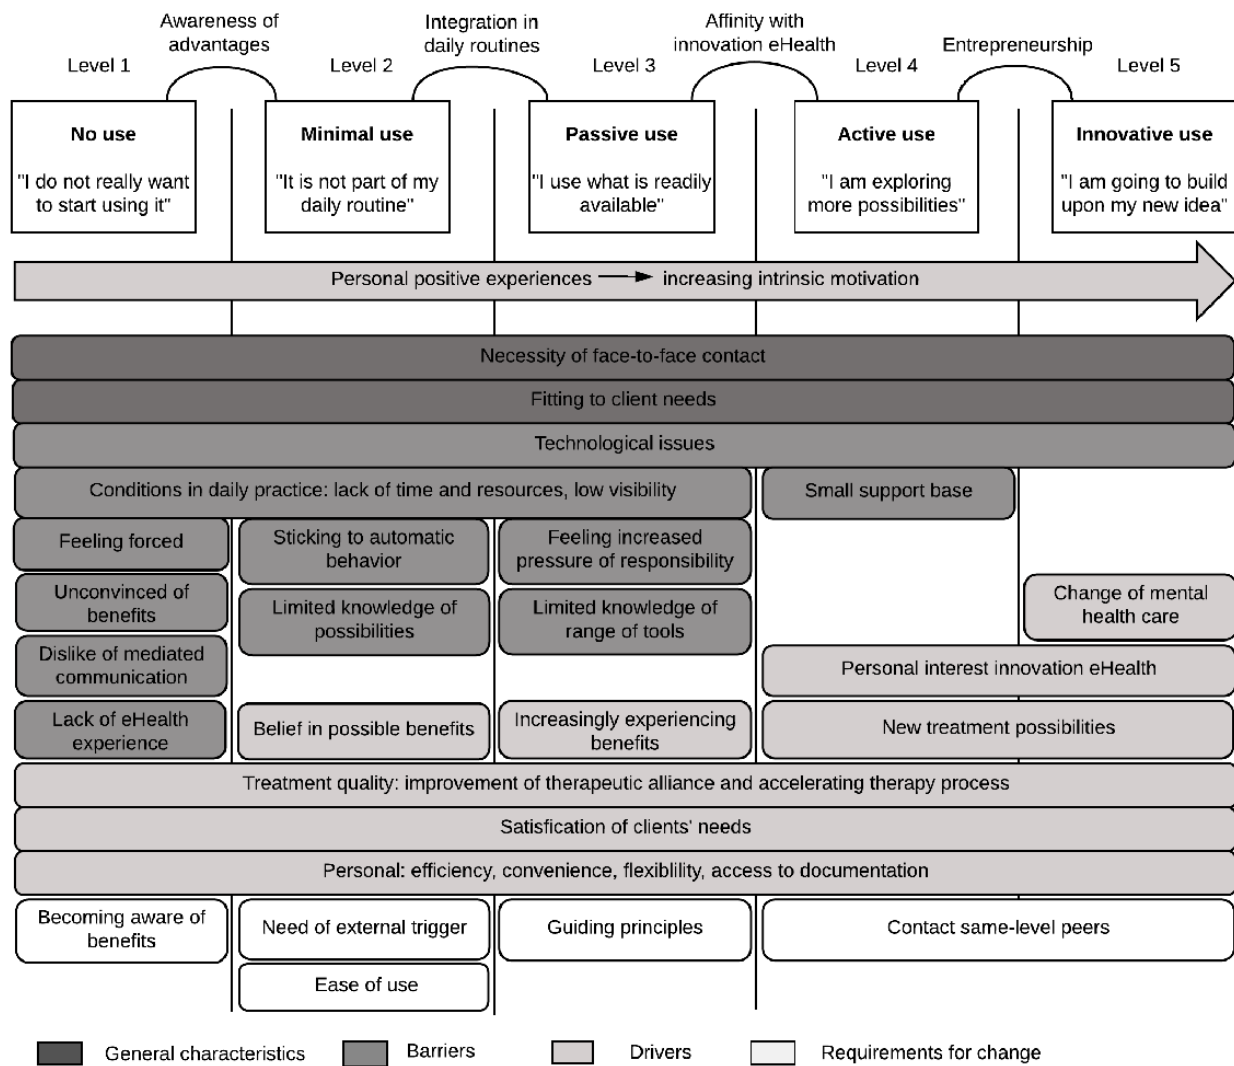 Awareness of
advantages
Integration in
daily routines
Affinity with
innovation eHealth
Entrepreneurship
Level 1
Level 2
Level 3
Level 4
Level 5
No use
"I do not really want
to start using it"
Minimal use
"It is not part of my
daily routine"
Passive use
"I use what is readily
available"
Active use
"I am exploring
more possibilities"
Innovative use
"I am going to build
upon my new idea"
Personal positive experiences → increasing intrinsic motivation
Necessity of face-to-face contact
Fitting to client needs
Technological issues
Conditions in daily practice: lack of time and resources, low visibility
Small support base
Feeling forced
Sticking to automatic
behavior
Feeling increased
pressure of responsibility
Unconvinced of
benefits
Limited knowledge of
possibilities
Limited knowledge of
range of tools
Change of mental
health care
Dislike of mediated
communication
Personal interest innovation eHealth
Lack of eHealth
experience
Belief in possible benefits
Increasingly experiencing
benefits
New treatment possibilities
Treatment quality: improvement of therapeutic alliance and accelerating therapy process
Satisfication of clients' needs
Personal: efficiency, convenience, flexiblility, access to documentation
Becoming aware of
benefits
Need of external trigger
Guiding principles
Contact same-level peers
Ease of use
General characteristics
Barriers
Drivers
Requirements for change